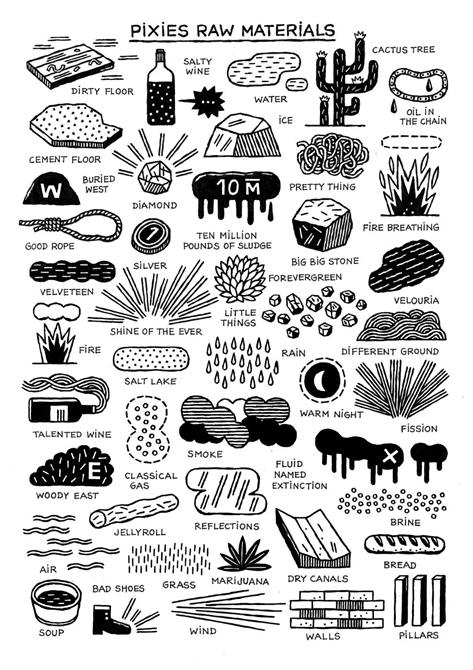 PIXIES RAW MATERIALS
DIRTY FLOOR
SALTY
WINE
WATER
CACTUS TREE
OIL IN
THE CHAIN
CEMENT FLOOR
ICE
BURIED
WEST
W
DIAMOND
10 M
PRETTY THING
FIRE BREATHING
GOOD ROPE
1
TEN MILLION
POUNDS OF SLUDGE
BIG BIG STONE
SILVER
VELVETEEN
FOREVERGREEN
VELOURIA
SHINE OF THE EVER
LITTLE
THINGS
FIRE
RAIN
DIFFERENT GROUND
SALT LAKE
WARM NIGHT
FISSION
TALENTED WINE
SMOKE
X
E
WOODY EAST
CLASSICAL
GAS
FLUID
NAMED
EXTINCTION
REFLECTIONS
BRINE
JELLYROLL
AIR
GRASS
MARIJUANA
DRY CANALS
BREAD
BAD SHOES
SOUP
WIND
WALLS
PILLARS